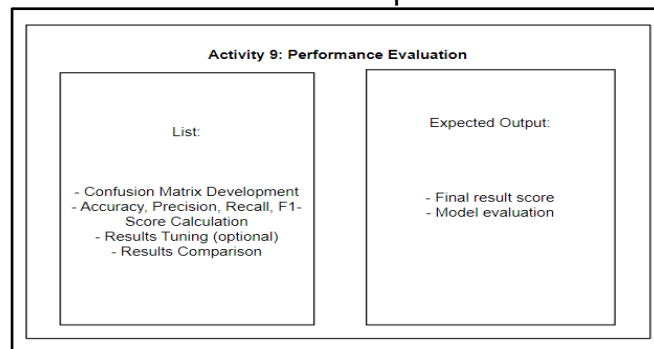 Activity 9: Performance Evaluation
List:
- Confusion Matrix Development
- Accuracy, Precision, Recall, F1-
Score Calculation
- Results Tuning (optional)
- Results Comparison
Expected Output:
- Final result score
- Model evaluation